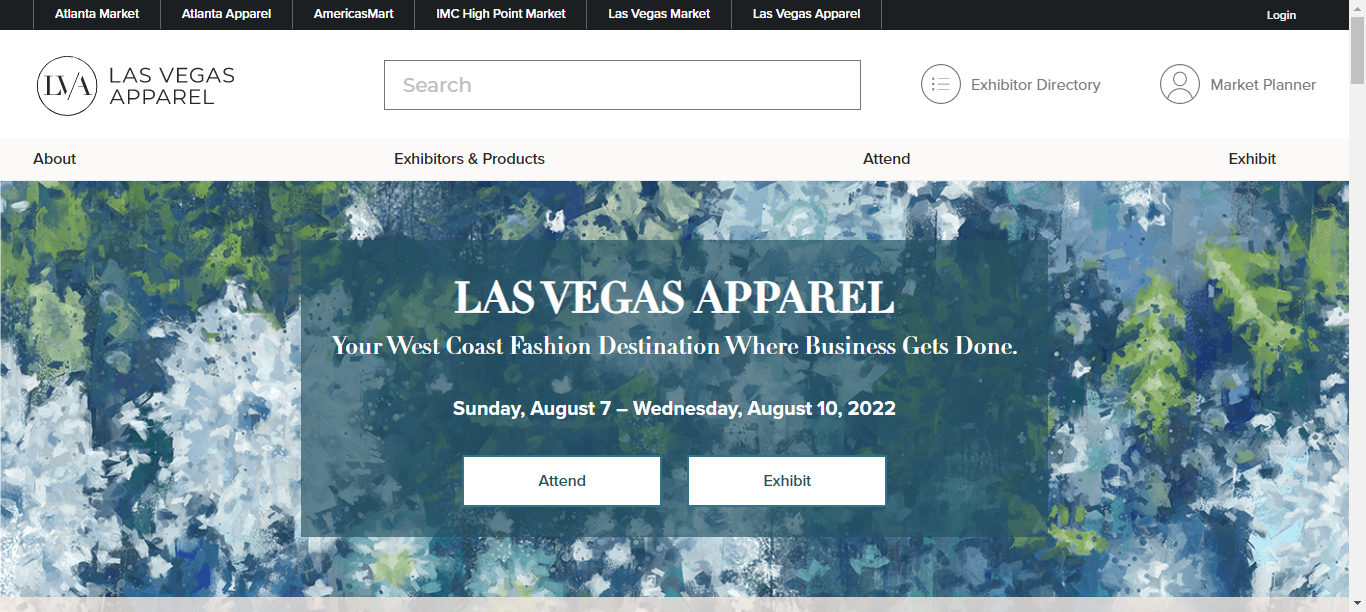 Atlanta Market Atlanta Apparel AmericasMart IMC High Point Market Las Vegas Market Las Vegas Apparel Login
LVA LAS VEGAS
APPAREL
Search
Exhibitor Directory
Market Planner
About Exhibitors & Products Attend Exhibit
LAS VEGAS APPAREL
Your West Coast Fashion Destination Where Business Gets Done.
Sunday, August 7 – Wednesday, August 10, 2022
Attend Exhibit